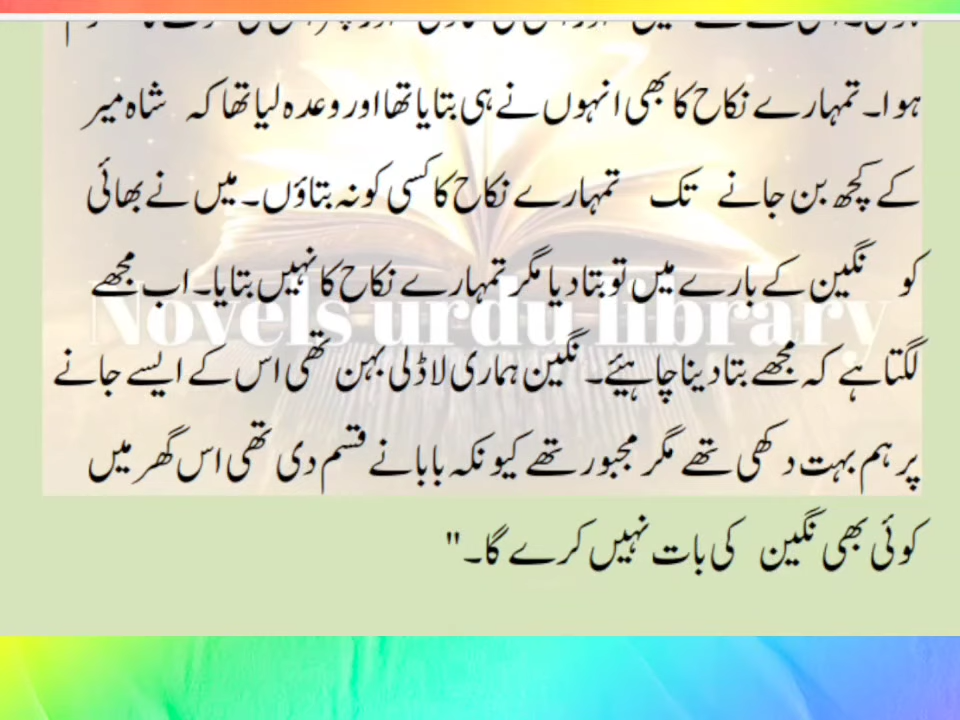 ہوا۔ تمہارے نکاح کا بھی انہوں نے ہی بتایا تھا اور وعدہ لیا تھا کہ شاہ میر
کے کچھ بن جانے تک تمہارے نکاح کا کسی کو نہ بتاؤں۔ میں نے بھائی
کو نگین کے بارے میں تو بتا دیا مگر تمہارے نکاح کا نہیں بتایا۔ اب مجھے
Novels urdu library
لگتا ہے کہ مجھے بتا دینا چاہیئے۔ نگین ہماری لاڈلی بہن تھی اس کے ایسے جانے
پر ہم بہت دکھی تھے مگر مجبور تھے کیونکہ بابا نے قسم دی تھی اس گھر میں
کوئی بھی نگین کی بات نہیں کرے گا۔"